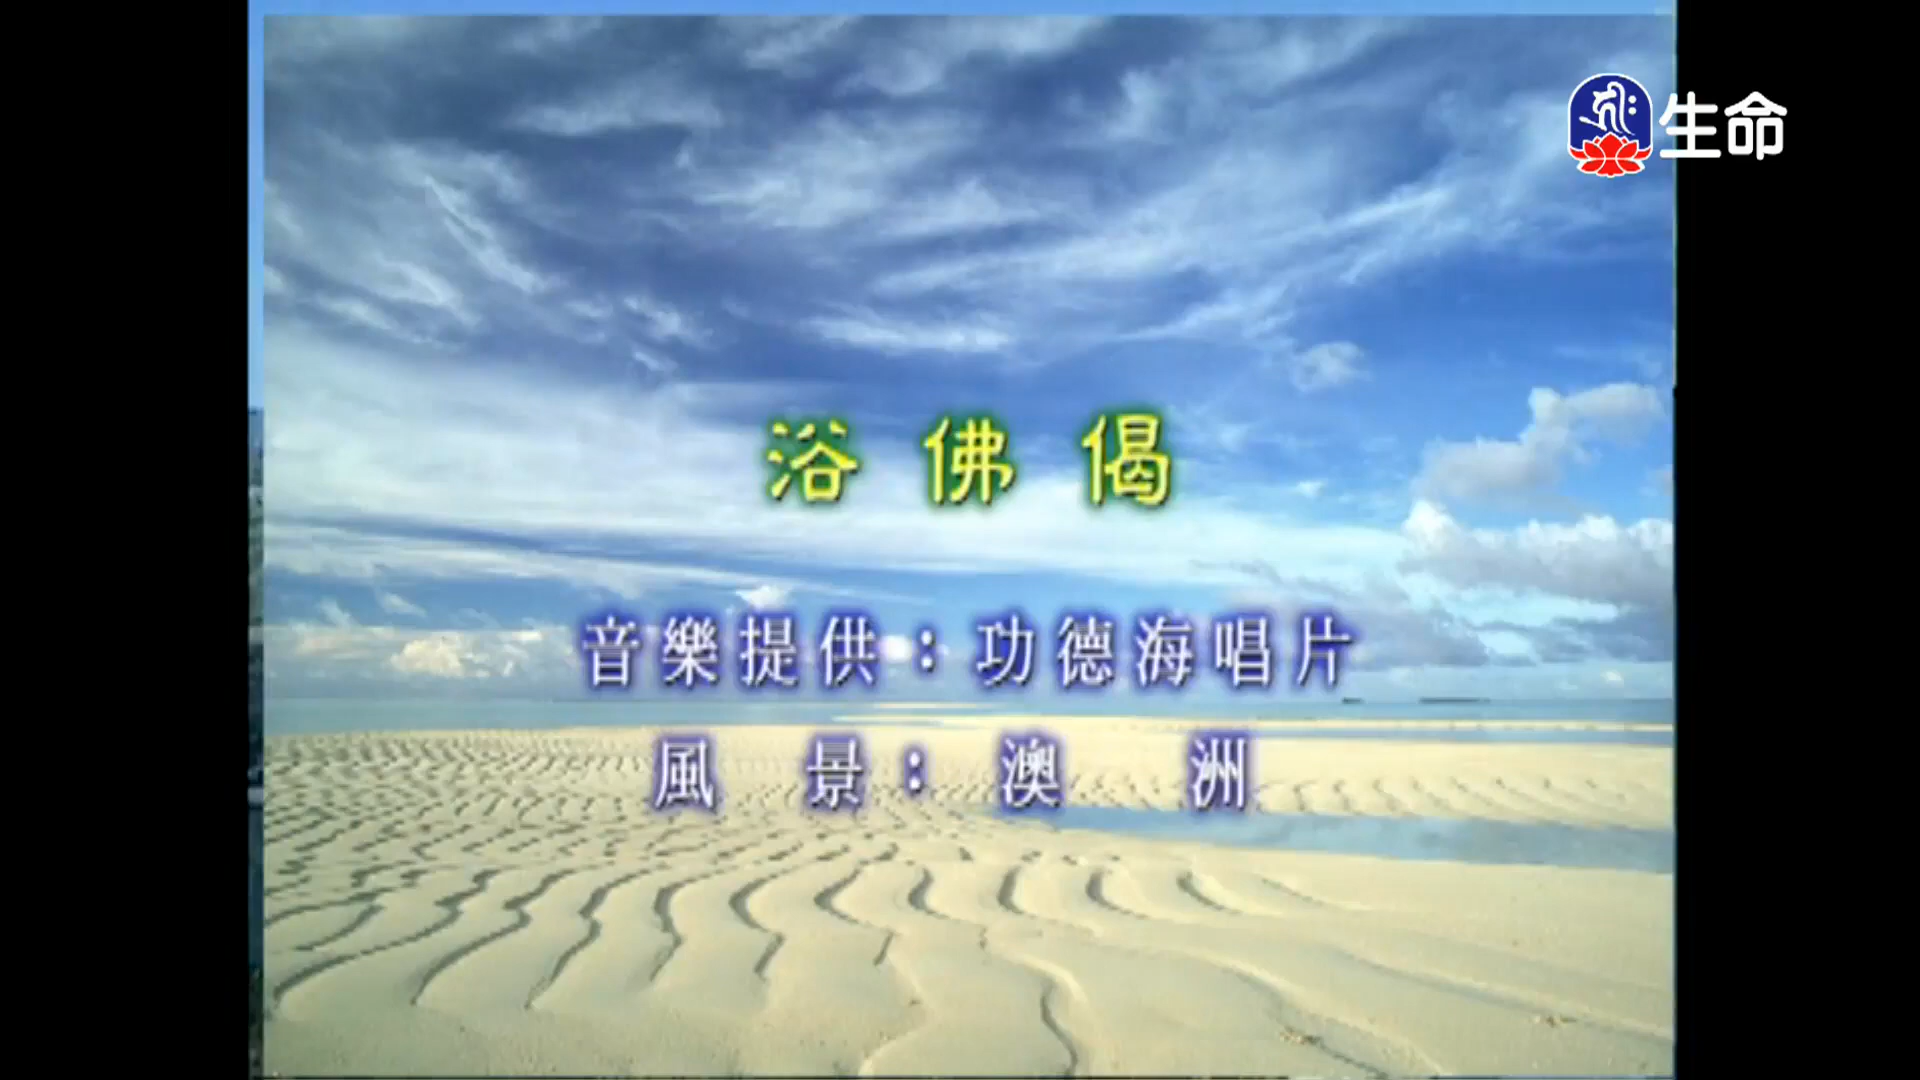 生命
浴佛偈
音樂提供：功德海唱片
風景：澳洲